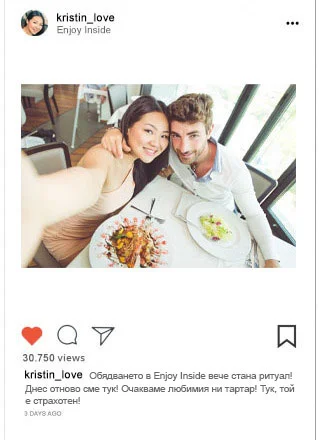 kristin_love
Enjoy Inside
30.750 views
kristin_love Обядването в Enjoy Inside вече стана ритуал!
Днес отново сме тук! Очакваме любимия ни тартар! Тук, той
е страхотен!
3 DAYS AGO